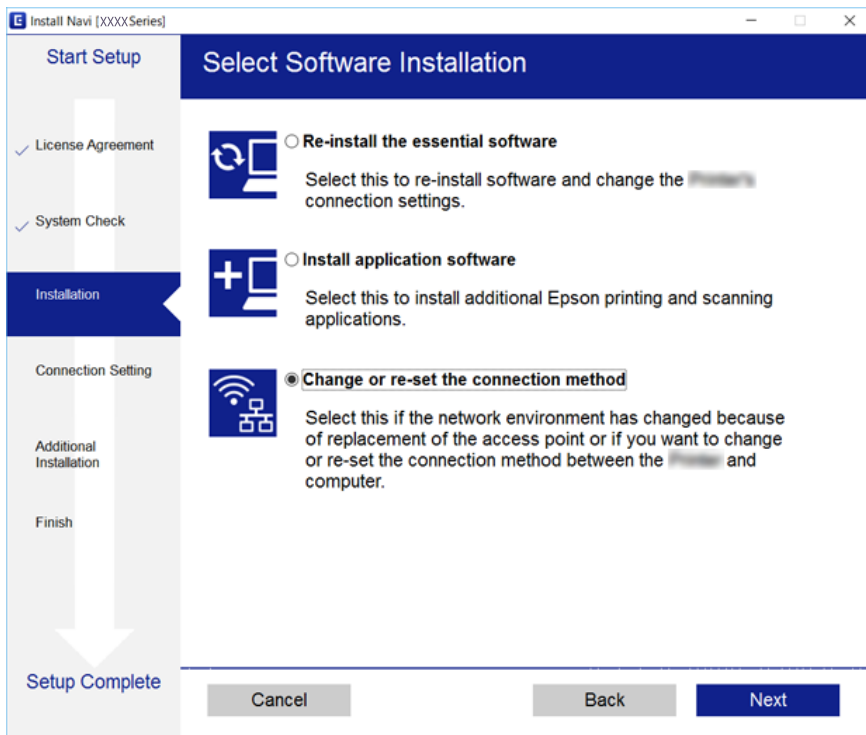 Install Navi [XXXXSeries]
Start Setup
License Agreement
System Check
Installation
Connection Setting
Additional
Installation
Finish
Setup Complete
Select Software Installation
Re-install the essential software
Select this to re-install software and change the
connection settings.
Install application software
Select this to install additional Epson printing and scanning
applications.
Change or re-set the connection method
Select this if the network environment has changed because
of replacement of the access point or if you want to change
or re-set the connection method between the and
computer.
Cancel
Back
Next